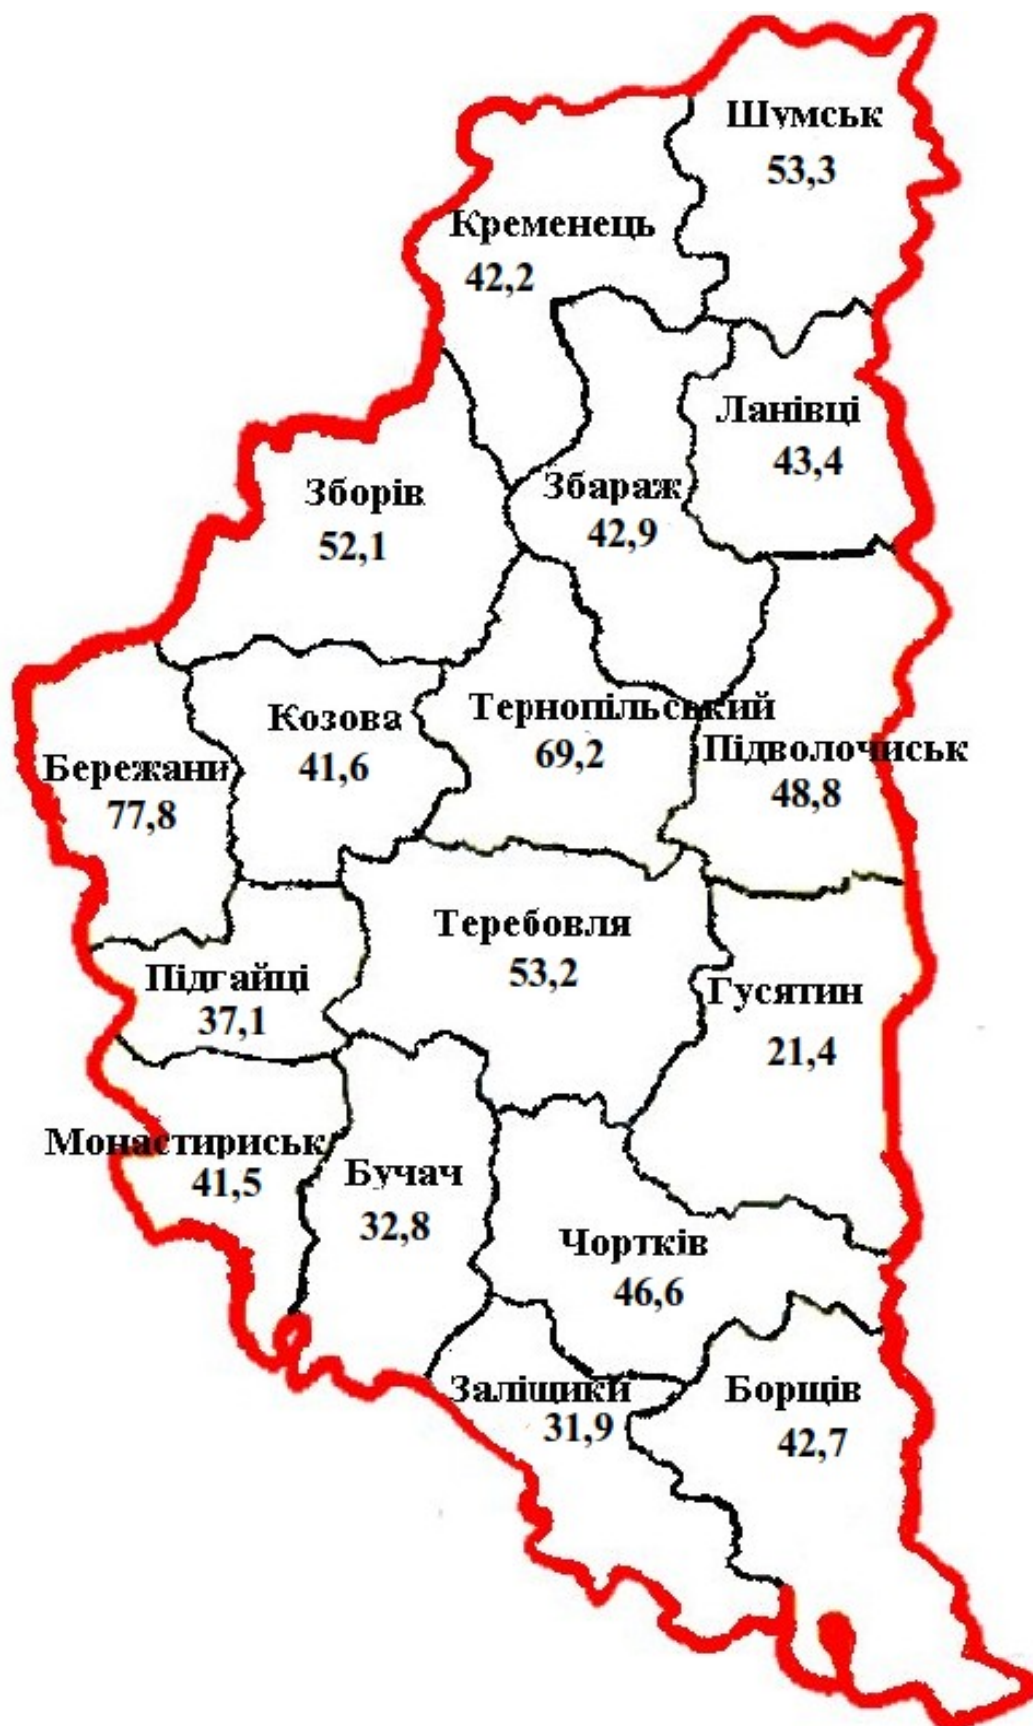 Шумськ
53,3
Кременець
42,2
Ланівці
43,4
Зборів
52,1
Збараж
42,9
Козова
41,6
Тернопільський
69,2
Підволочиськ
48,8
Бережани
77,8
Теребовля
53,2
Підгайці
37,1
Гусятин
21,4
Монастириськ
41,5
Бучач
32,8
Чортків
46,6
Заліщики
31,9
Борщів
42,7